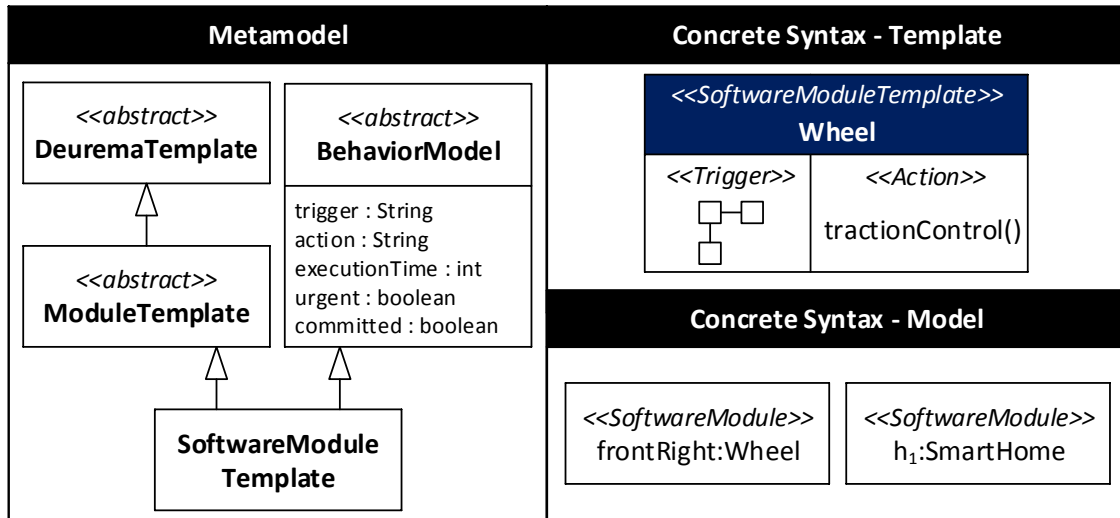 Metamodel
<<abstract>>
DeuremaTemplate
<<abstract>>
BehaviorModel
trigger : String
action : String
executionTime : int
urgent : boolean
committed : boolean
<<abstract>>
ModuleTemplate
SoftwareModule
Template
Concrete Syntax - Template
<<SoftwareModuleTemplate>>
Wheel
<<Trigger>>
<<Action>>
tractionControl()
Concrete Syntax - Model
<<SoftwareModule>>
frontRight:Wheel
<<SoftwareModule>>
h₁:SmartHome